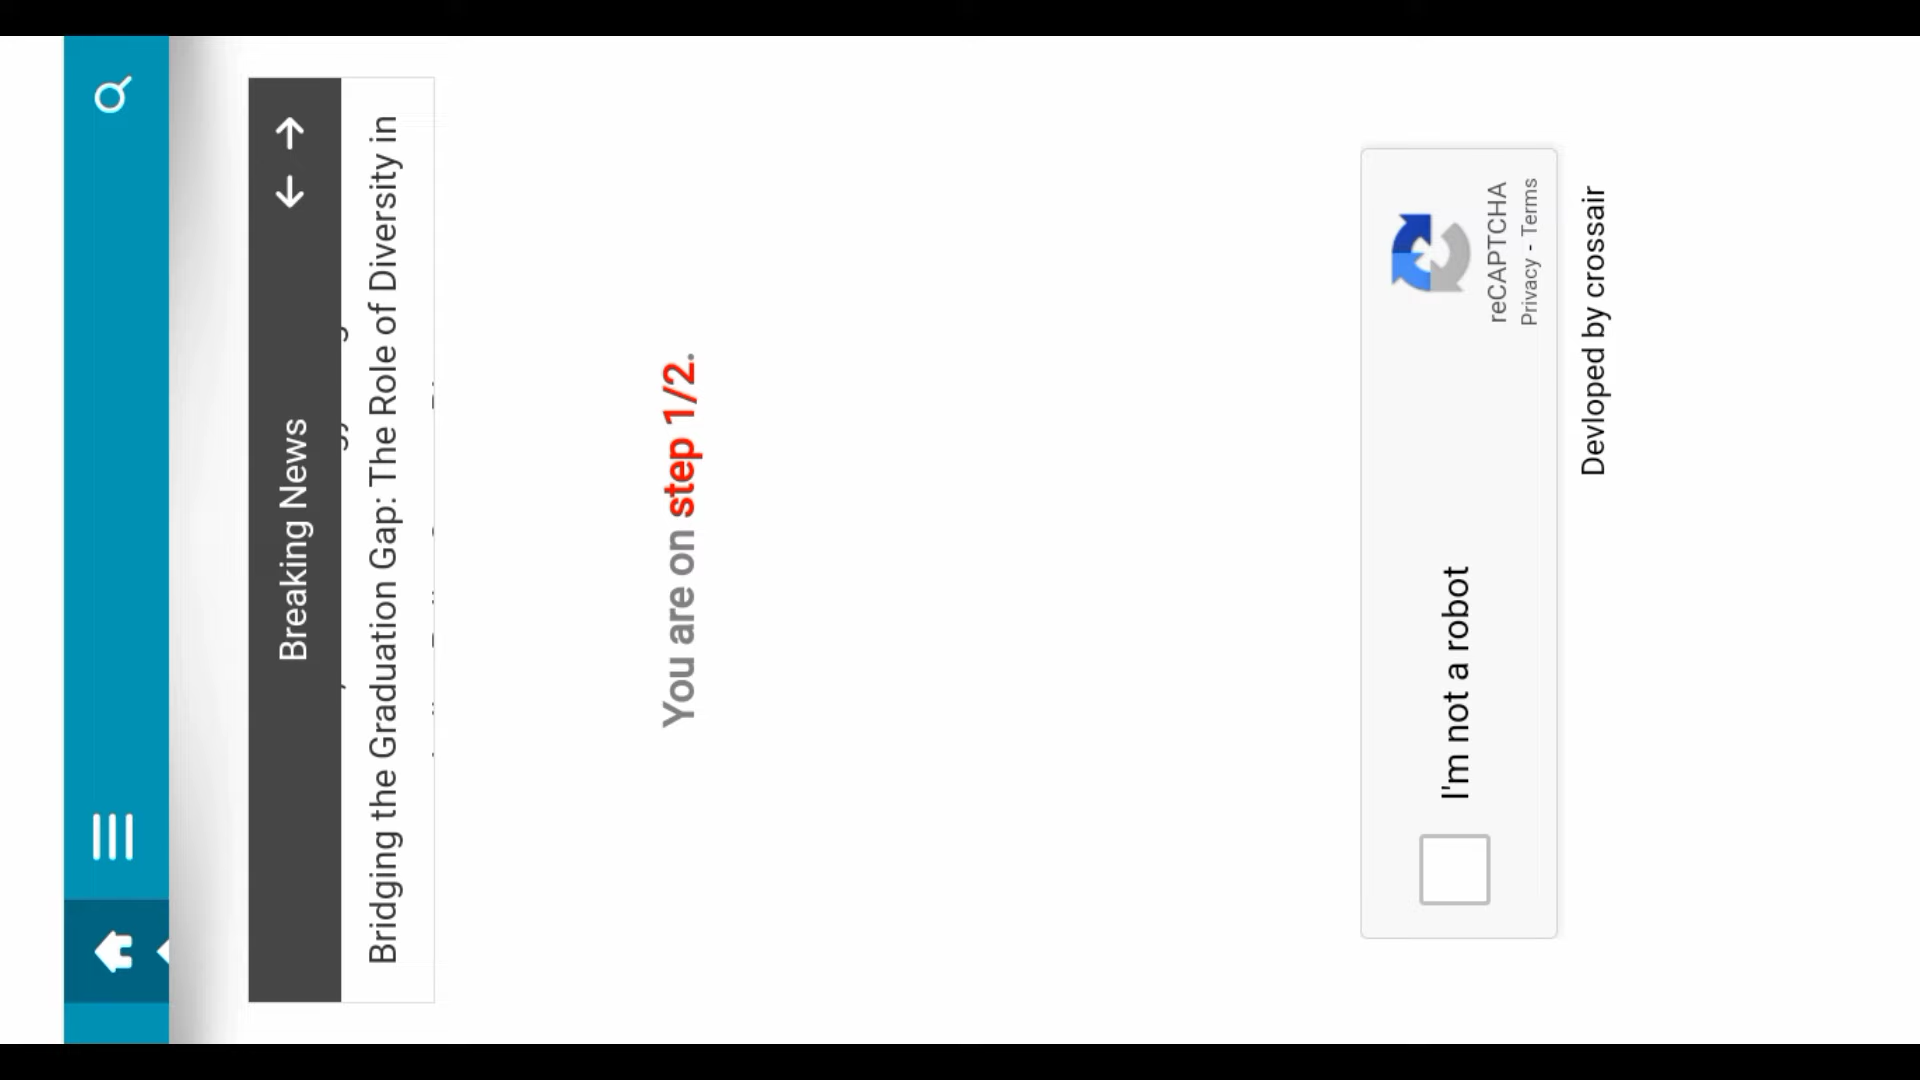 Breaking News
Bridging the Graduation Gap: The Role of Diversity in
You are on step 1/2.
I'm not a robot
reCAPTCHA
Privacy - Terms
Devloped by crossair